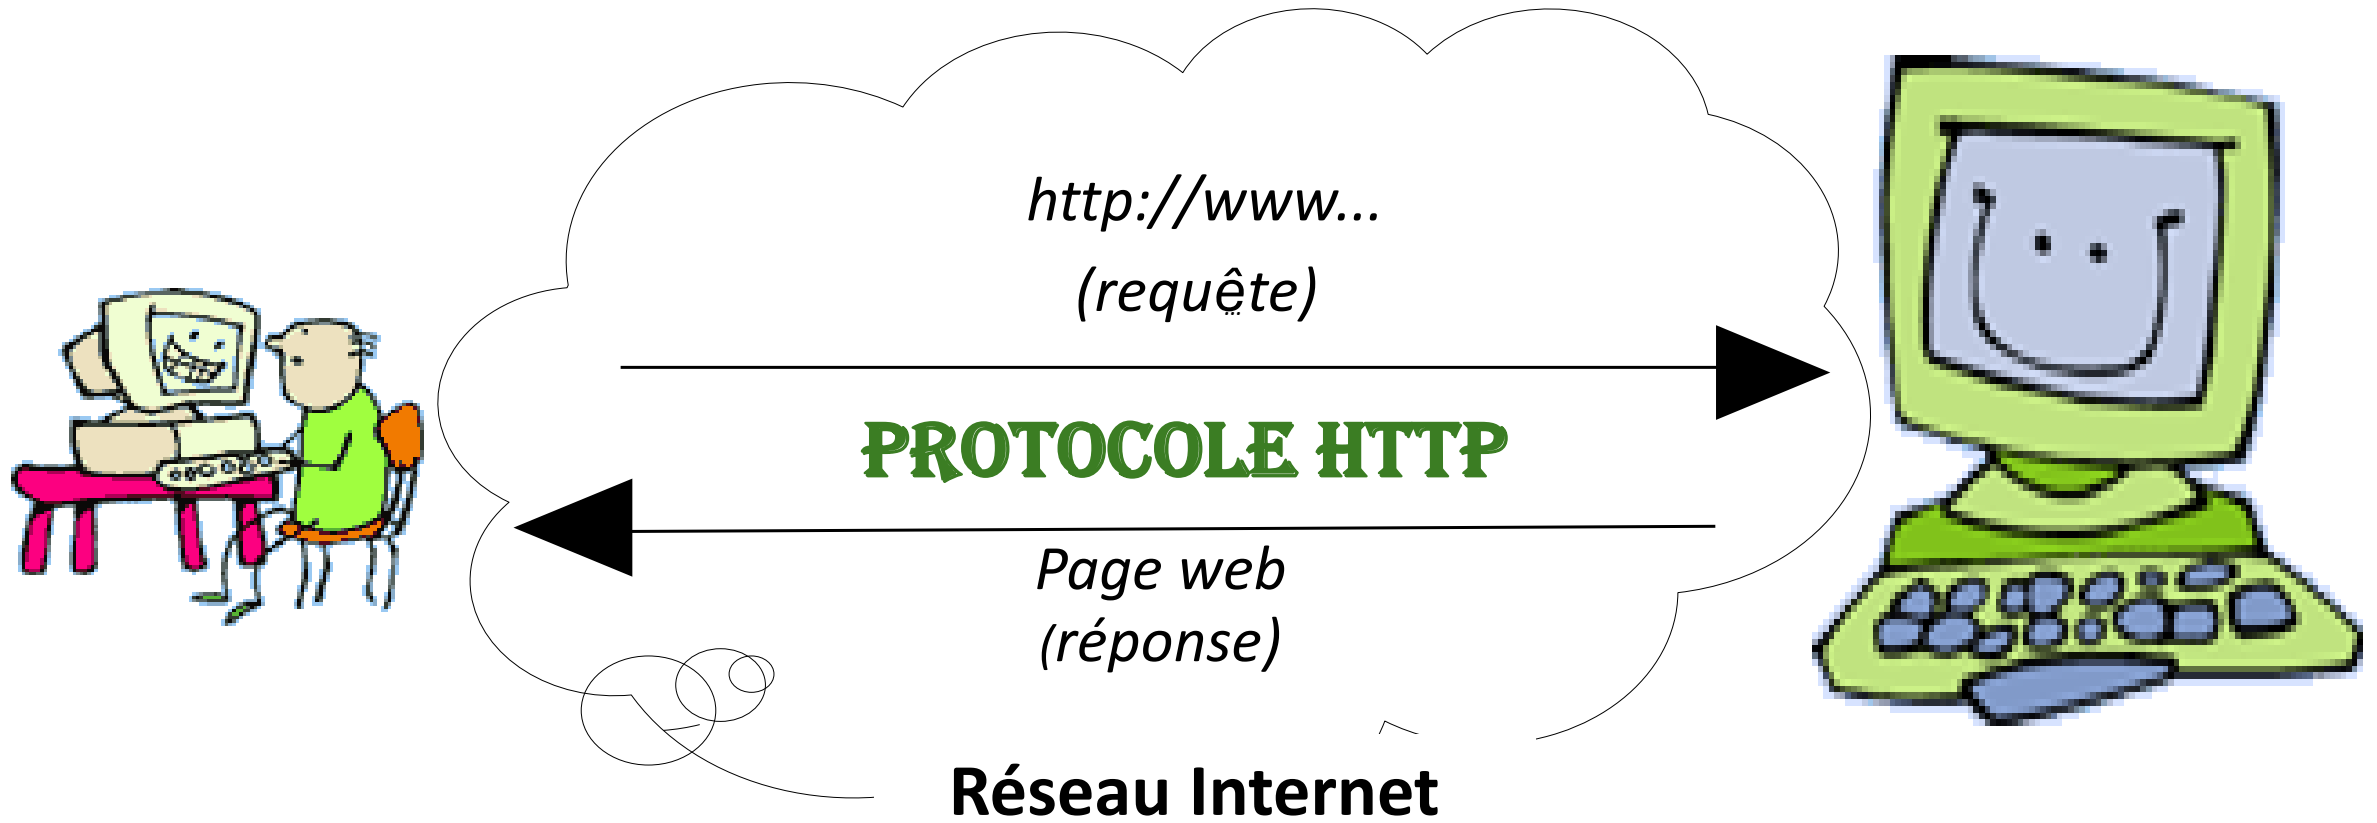 http://www...
(requête)
PROTOCOLE HTTP
Page web
(réponse)
Réseau Internet